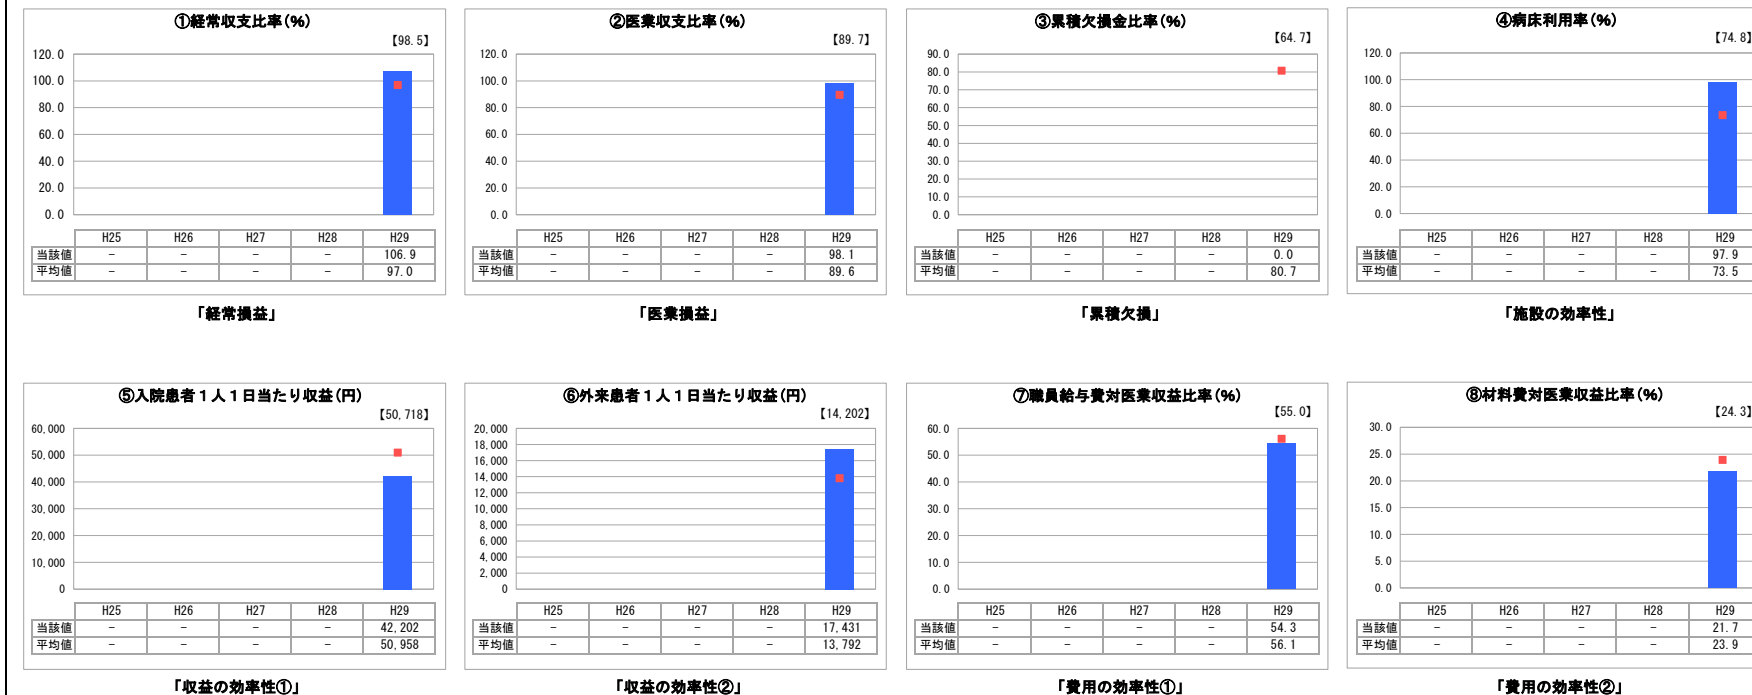 ①経常収支比率(%)
【98.5】
120.0
100.0
80.0
60.0
40.0
20.0
0.0
H25 H26 H27 H28 H29
当該値 － － － － 106.9
平均値 － － － － 97.0
「経常損益」
②医業収支比率(%)
【89.7】
120.0
100.0
80.0
60.0
40.0
20.0
0.0
H25 H26 H27 H28 H29
当該値 － － － － 98.1
平均値 － － － － 89.6
「医業損益」
③累積欠損金比率(%)
【64.7】
90.0
80.0
70.0
60.0
50.0
40.0
30.0
20.0
10.0
0.0
H25 H26 H27 H28 H29
当該値 － － － － 0.0
平均値 － － － － 80.7
「累積欠損」
④病床利用率(%)
【74.8】
120.0
100.0
80.0
60.0
40.0
20.0
0.0
H25 H26 H27 H28 H29
当該値 － － － － 97.9
平均値 － － － － 73.5
「施設の効率性」
⑤入院患者１人１日当たり収益(円)
【50,718】
60,000
50,000
40,000
30,000
20,000
10,000
0
H25 H26 H27 H28 H29
当該値 － － － － 42,202
平均値 － － － － 50,958
「収益の効率性①」
⑥外来患者１人１日当たり収益(円)
【14,202】
20,000
18,000
16,000
14,000
12,000
10,000
8,000
6,000
4,000
2,000
0
H25 H26 H27 H28 H29
当該値 － － － － 17,431
平均値 － － － － 13,792
「収益の効率性②」
⑦職員給与費対医業収益比率(%)
【55.0】
60.0
50.0
40.0
30.0
20.0
10.0
0.0
H25 H26 H27 H28 H29
当該値 － － － － 54.3
平均値 － － － － 56.1
「費用の効率性①」
⑧材料費対医業収益比率(%)
【24.3】
30.0
25.0
20.0
15.0
10.0
5.0
0.0
H25 H26 H27 H28 H29
当該値 － － － － 21.7
平均値 － － － － 23.9
「費用の効率性②」